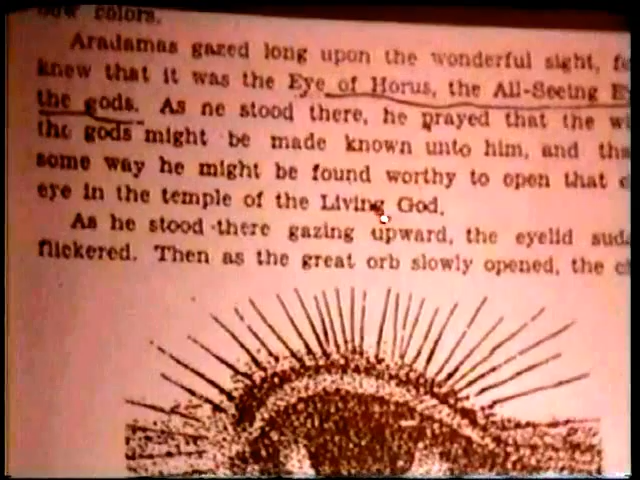 now colors.
Aradamas gazed long upon the wonderful sight, fo
knew that it was the Eye of Horus, the All-Seeing E
the gods. As he stood there, he prayed that the w
the gods might be made known unto him, and tha
some way he might be found worthy to open that
eye in the temple of the Living God.
As he stood there gazing upward, the eyelid sud
flickered. Then as the great orb slowly opened, the c